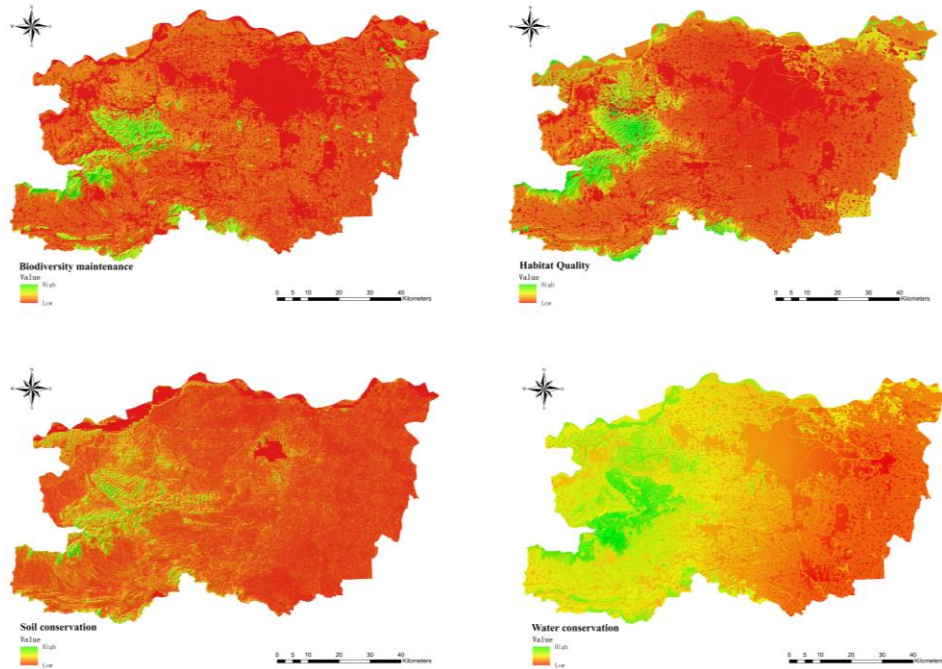 N
W E
S
Biodiversity maintenance
Value
High
Low
0 5 10 20 30 40
Kilometers
N
W E
S
Habitat Quality
Value
High
Low
0 5 10 20 30 40
Kilometers
N
W E
S
Soil conservation
Value
High
Low
0 5 10 20 30 40
Kilometers
N
W E
S
Water conservation
Value
High
Low
0 5 10 20 30 40
Kilometers